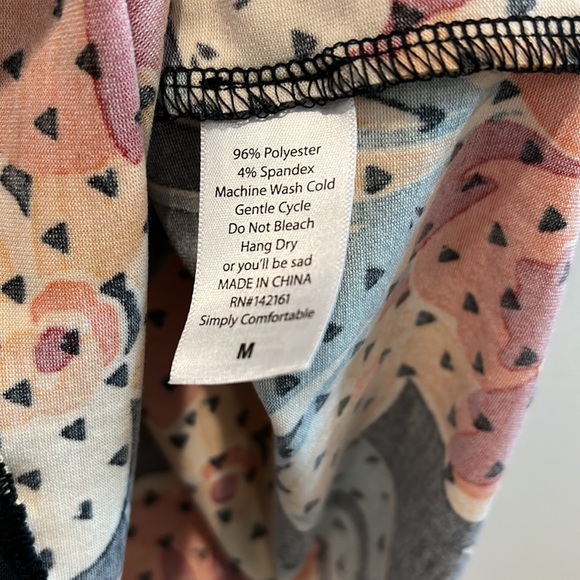 96% Polyester
4% Spandex
Machine Wash Cold
Gentle Cycle
Do Not Bleach
Hang Dry
or you'll be sad
MADE IN CHINA
RN#142161
Simply Comfortable
M